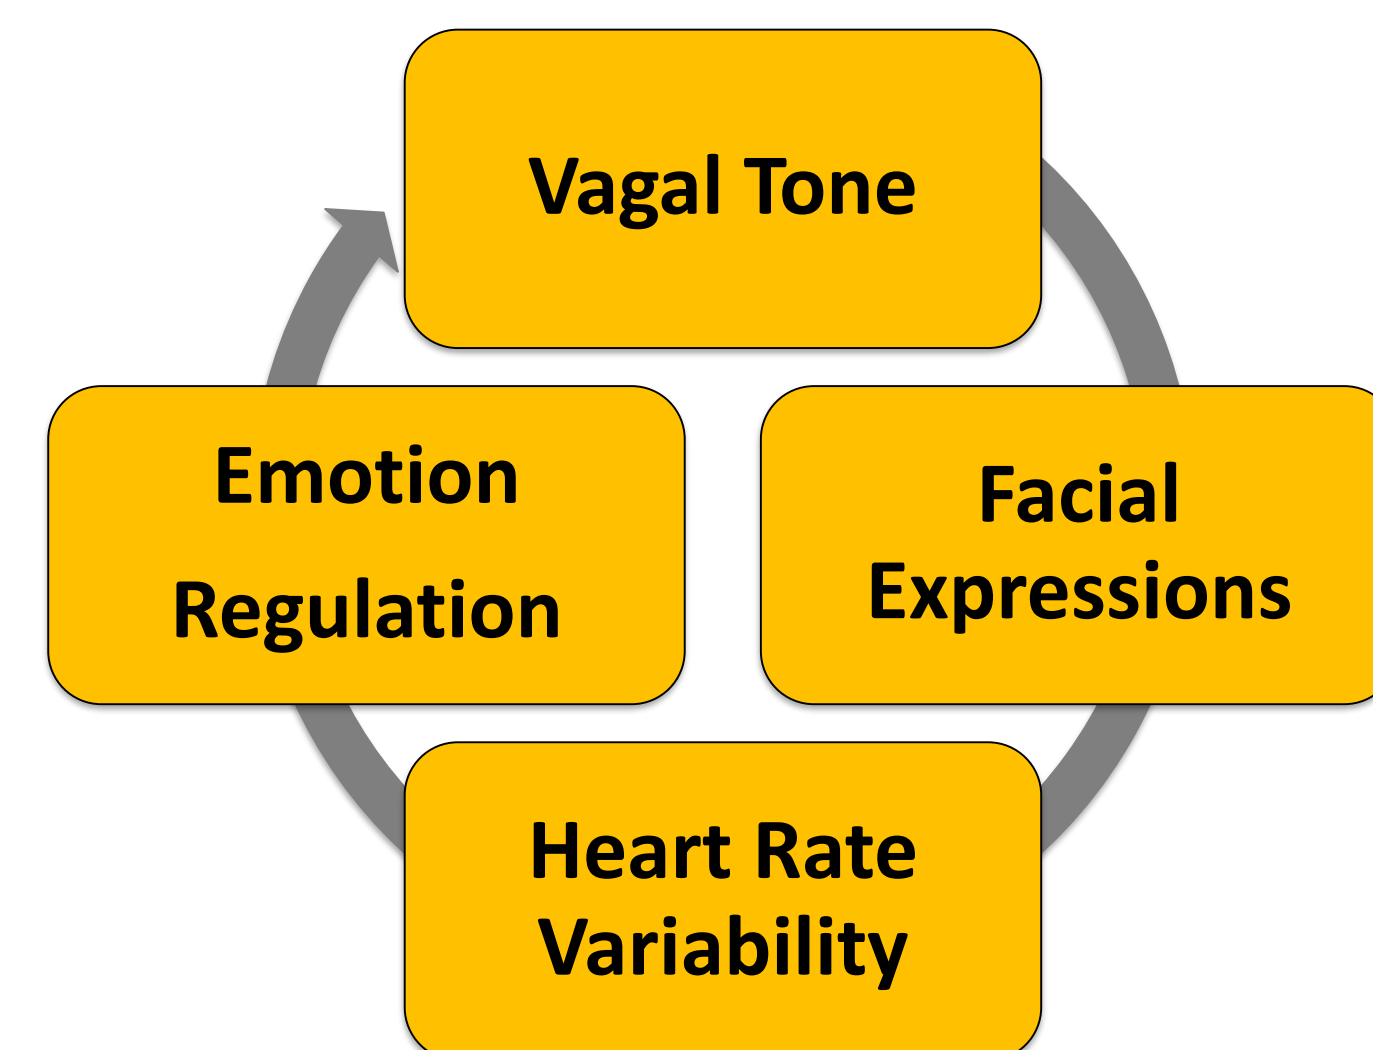 Vagal Tone
Emotion
Regulation
Facial
Expressions
Heart Rate
Variability